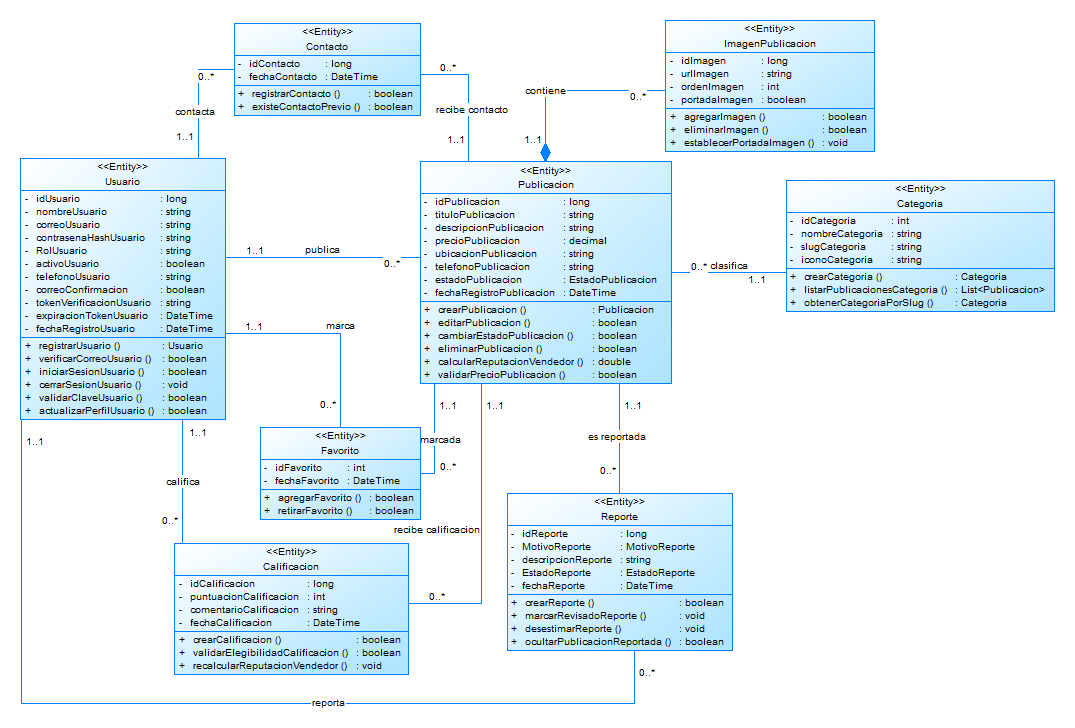 <<Entity>>
Contacto
- idContacto : long
- fechaContacto : DateTime
+ registrarContacto () : boolean
+ existeContactoPrevio () : boolean
<<Entity>>
ImagenPublicacion
- idImagen : long
- urlImagen : string
- ordenImagen : int
- portadaImagen : boolean
+ agregarImagen () : boolean
+ eliminarImagen () : boolean
+ establecerPortadaImagen () : void
0..*
contacta
1..1
0..*
recibe contacto
1..1
contiene
0..*
1..1
<<Entity>>
Usuario
- idUsuario : long
- nombreUsuario : string
- correoUsuario : string
- contrasenaHashUsuario : string
- RolUsuario : string
- activoUsuario : boolean
- telefonoUsuario : string
- correoConfirmacion : boolean
- tokenVerificacionUsuario : string
- expiracionTokenUsuario : DateTime
- fechaRegistroUsuario : DateTime
+ registrarUsuario () : Usuario
+ verificarCorreoUsuario () : boolean
+ iniciarSesionUsuario () : boolean
+ cerrarSesionUsuario () : void
+ validarClaveUsuario () : boolean
+ actualizarPerfilUsuario () : boolean
1..1
publica
0..*
<<Entity>>
Publicacion
- idPublicacion : long
- tituloPublicacion : string
- descripcionPublicacion : string
- precioPublicacion : decimal
- ubicacionPublicacion : string
- telefonoPublicacion : string
- estadoPublicacion : EstadoPublicacion
- fechaRegistroPublicacion : DateTime
+ crearPublicacion () : Publicacion
+ editarPublicacion () : boolean
+ cambiarEstadoPublicacion () : boolean
+ eliminarPublicacion () : boolean
+ calcularReputacionVendedor () : double
+ validarPrecioPublicacion () : boolean
0..* clasifica
1..1
<<Entity>>
Categoria
- idCategoria : int
- nombreCategoria : string
- slugCategoria : string
- iconoCategoria : string
+ crearCategoria () : Categoria
+ listarPublicacionesCategoria () : List<Publicacion>
+ obtenerCategoriaPorSlug () : Categoria
1..1
marca
0..*
<<Entity>>
Favorito
- idFavorito : int
- fechaFavorito : DateTime
+ agregarFavorito () : boolean
+ retirarFavorito () : boolean
1..1
marcada
0..*
1..1
recibe calificacion
0..*
1..1
es reportada
0..*
1..1
califica
0..*
<<Entity>>
Calificacion
- idCalificacion : long
- puntuacionCalificacion : int
- comentarioCalificacion : string
- fechaCalificacion : DateTime
+ crearCalificacion () : boolean
+ validarElegibilidadCalificacion () : boolean
+ recalcularReputacionVendedor () : void
<<Entity>>
Reporte
- idReporte : long
- MotivoReporte : MotivoReporte
- descripcionReporte : string
- EstadoReporte : EstadoReporte
- fechaReporte : DateTime
+ crearReporte () : boolean
+ marcarRevisadoReporte () : void
+ desestimarReporte () : void
+ ocultarPublicacionReportada () : boolean
1..1
reporta
0..*